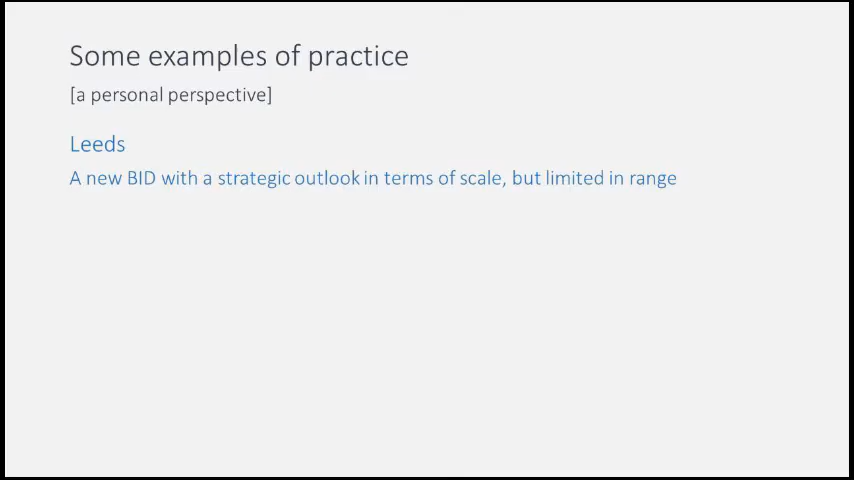 Some examples of practice
[a personal perspective]
Leeds
A new BID with a strategic outlook in terms of scale, but limited in range